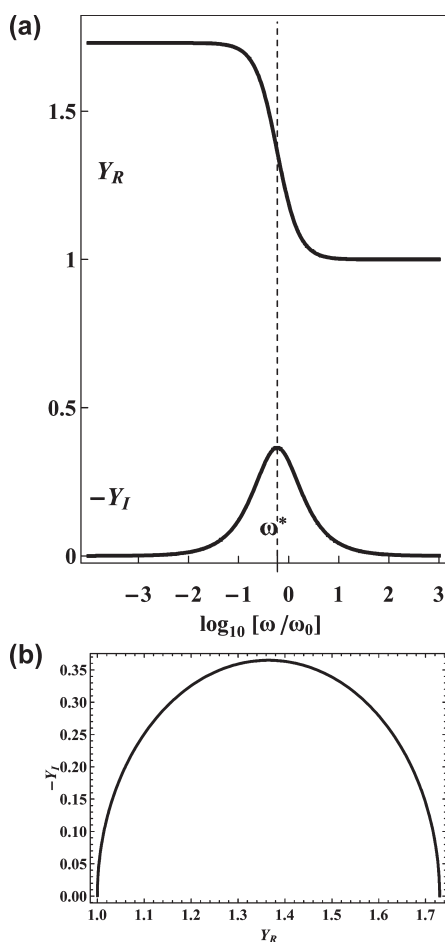 (a)
1.5
Y_R
1
0.5
-Y_I
ω*
0
−3 −2 −1 0 1 2 3
log₁₀ [ω/ω₀]
(b)
0.35
0.30
0.25
-Y_I
0.20
0.15
0.10
0.05
0.00
1.0 1.1 1.2 1.3 1.4 1.5 1.6 1.7
Y_R